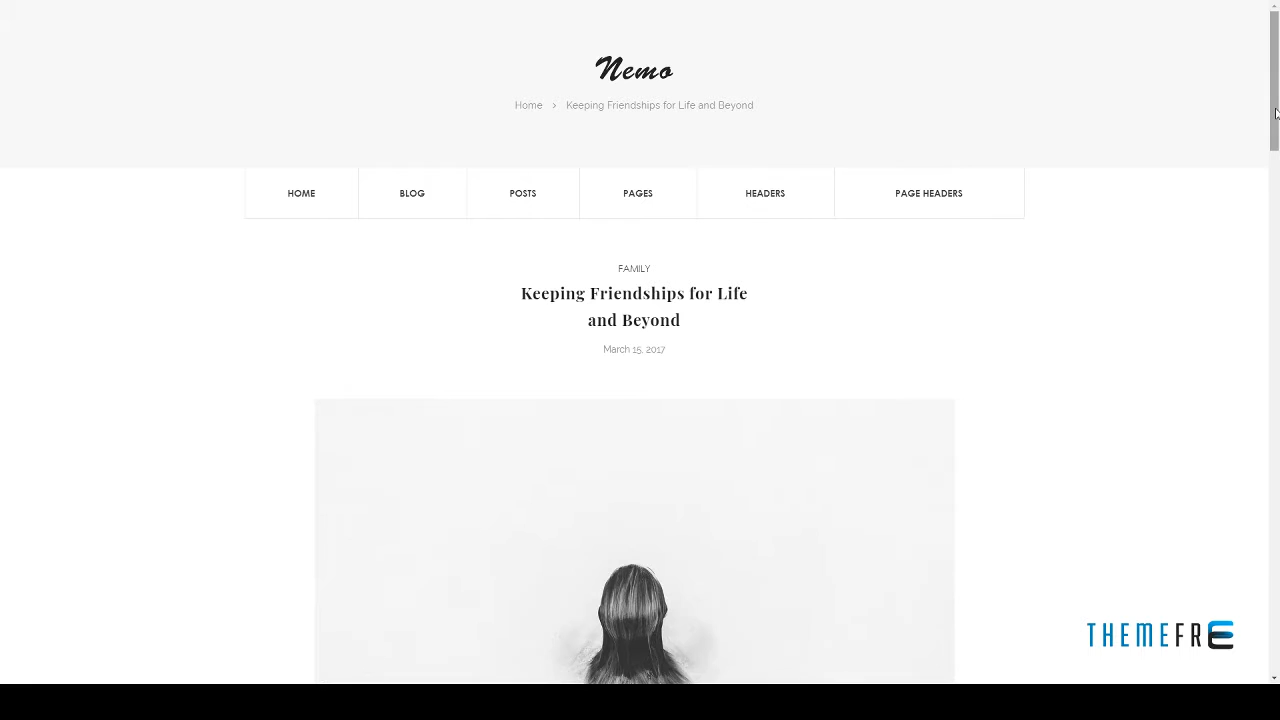 Nemo
Home > Keeping Friendships for Life and Beyond
HOME BLOG POSTS PAGES HEADERS PAGE HEADERS
FAMILY
Keeping Friendships for Life
and Beyond
March 15, 2017
THEMEFRE